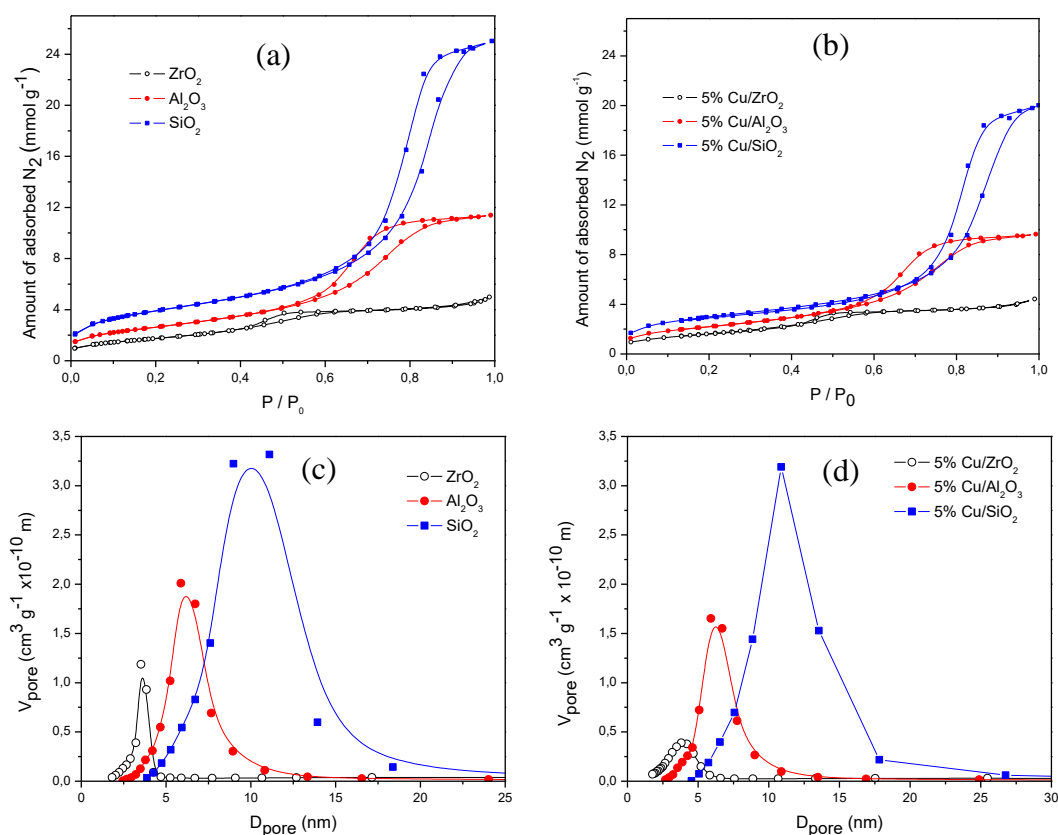 (a)
ZrO₂
Al₂O₃
SiO₂
Amount of adsorbed N₂ (mmol g⁻¹)
24
20
16
12
8
4
0
0,0 0,2 0,4 0,6 0,8 1,0
P / P₀
(b)
5% Cu/ZrO₂
5% Cu/Al₂O₃
5% Cu/SiO₂
Amount of absorbed N₂ (mmol g⁻¹)
24
20
16
12
8
4
0
0,0 0,2 0,4 0,6 0,8 1,0
P / P₀
(c)
ZrO₂
Al₂O₃
SiO₂
Vpore (cm³ g⁻¹ x10⁻¹⁰ m)
3,5
3,0
2,5
2,0
1,5
1,0
0,5
0,0
0 5 10 15 20 25
Dpore (nm)
(d)
5% Cu/ZrO₂
5% Cu/Al₂O₃
5% Cu/SiO₂
Vpore (cm³ g⁻¹ x 10⁻¹⁰ m)
3,5
3,0
2,5
2,0
1,5
1,0
0,5
0,0
0 5 10 15 20 25 30
Dpore (nm)